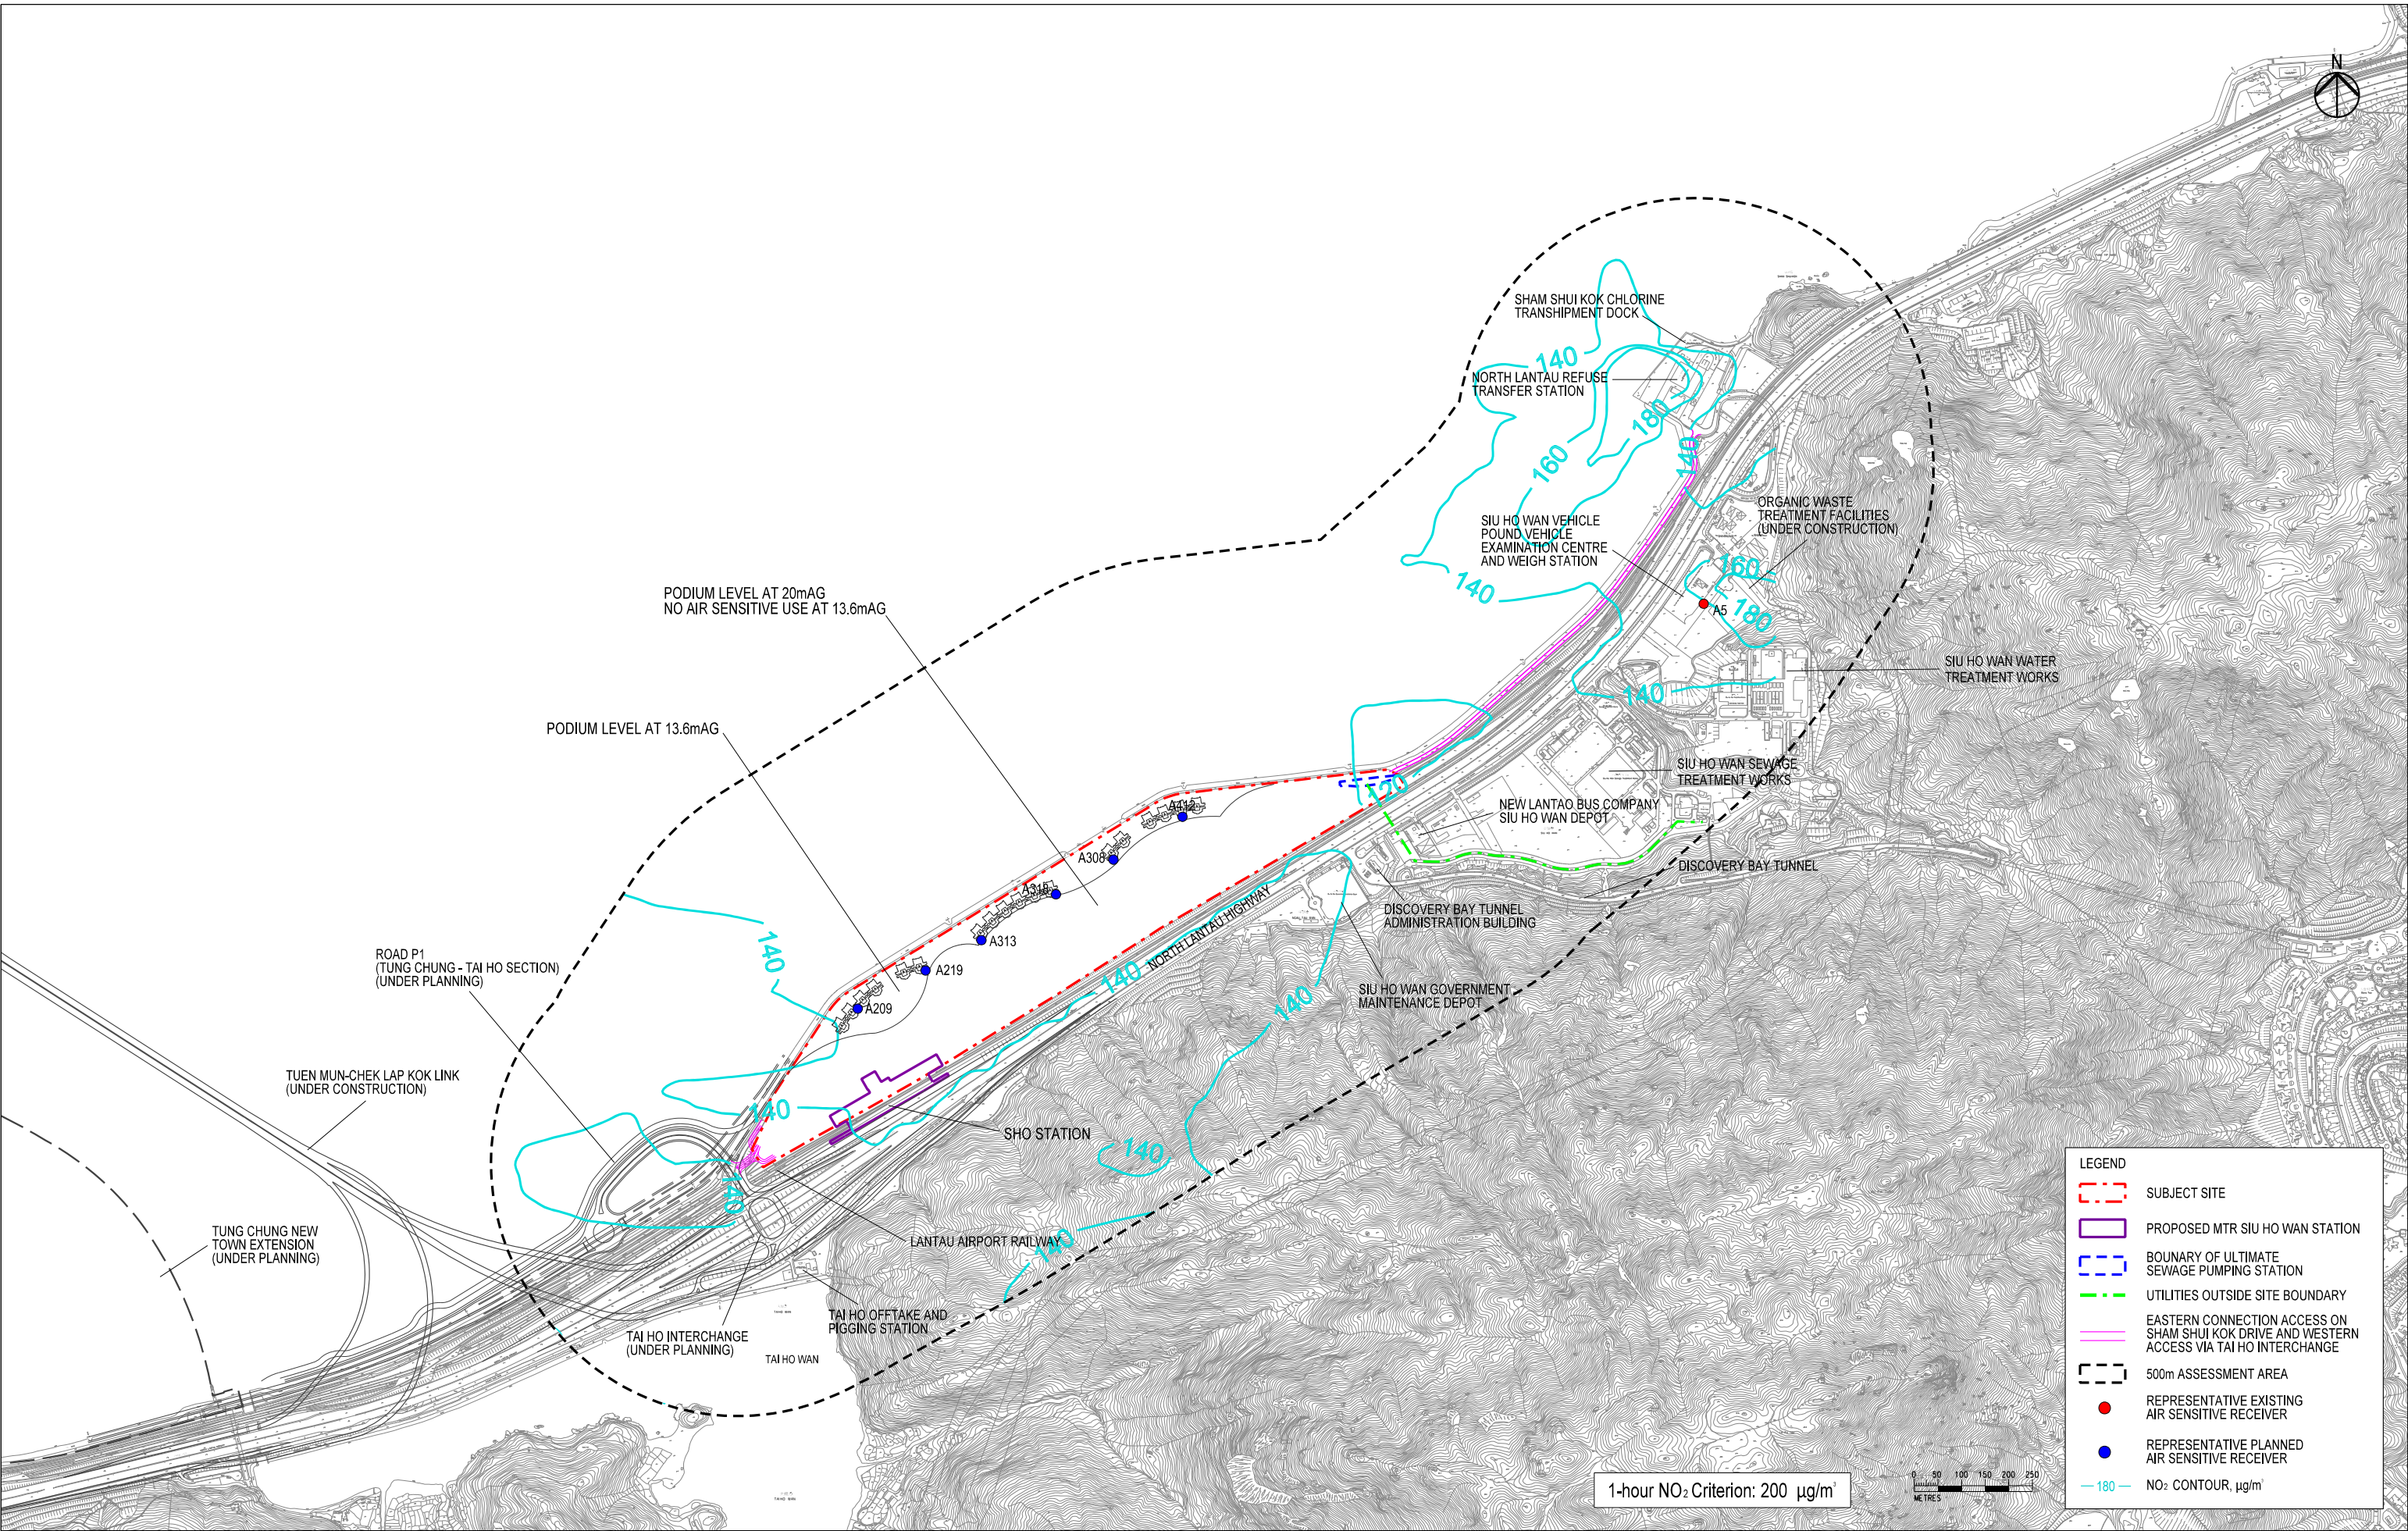 N
SHAM SHUI KOK CHLORINE
TRANSHIPMENT DOCK
140
NORTH LANTAU REFUSE
TRANSFER STATION
180
140
160
ORGANIC WASTE
TREATMENT FACILITIES
(UNDER CONSTRUCTION)
SIU HO WAN VEHICLE
POUND VEHICLE
EXAMINATION CENTRE
AND WEIGH STATION
160
140
A5
180
PODIUM LEVEL AT 20mAG
NO AIR SENSITIVE USE AT 13.6mAG
SIU HO WAN WATER
TREATMENT WORKS
140
PODIUM LEVEL AT 13.6mAG
SIU HO WAN SEWAGE
TREATMENT WORKS
120
A412
NEW LANTAO BUS COMPANY
SIU HO WAN DEPOT
A308
DISCOVERY BAY TUNNEL
NORTH LANTAU HIGHWAY
DISCOVERY BAY TUNNEL
ADMINISTRATION BUILDING
140
A313
ROAD P1
(TUNG CHUNG - TAI HO SECTION)
(UNDER PLANNING)
A219
140
SIU HO WAN GOVERNMENT
MAINTENANCE DEPOT
140
A209
TUEN MUN-CHEK LAP KOK LINK
(UNDER CONSTRUCTION)
140
SHO STATION
140
140
TUNG CHUNG NEW
TOWN EXTENSION
(UNDER PLANNING)
LANTAU AIRPORT RAILWAY
140
TAI HO OFFTAKE AND
PIGGING STATION
TAI HO INTERCHANGE
(UNDER PLANNING)
TAI HO WAN
LEGEND
SUBJECT SITE
PROPOSED MTR SIU HO WAN STATION
BOUNARY OF ULTIMATE
SEWAGE PUMPING STATION
UTILITIES OUTSIDE SITE BOUNDARY
EASTERN CONNECTION ACCESS ON
SHAM SHUI KOK DRIVE AND WESTERN
ACCESS VIA TAI HO INTERCHANGE
500m ASSESSMENT AREA
REPRESENTATIVE EXISTING
AIR SENSITIVE RECEIVER
REPRESENTATIVE PLANNED
AIR SENSITIVE RECEIVER
180 NO₂ CONTOUR, µg/m³
1-hour NO₂ Criterion: 200 µg/m³
0 50 100 150 200 250
METRES